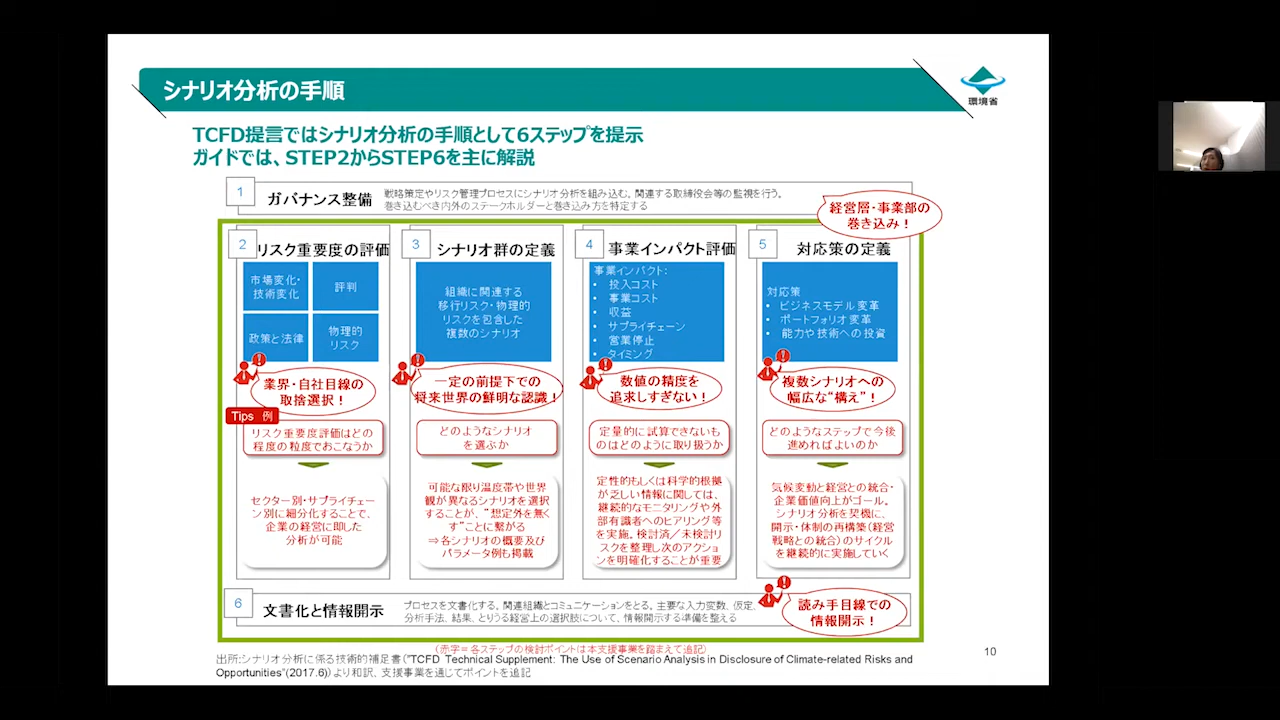 シナリオ分析の手順
環境省
TCFD提言ではシナリオ分析の手順として6ステップを提示
ガイドでは、STEP2からSTEP6を主に解説
1
ガバナンス整備
戦略策定やリスク管理プロセスにシナリオ分析を組み込む。関連する取締役会等の監視を行う。
巻き込むべき内外のステークホルダーと巻き込み方を特定する
経営層・事業部の
巻き込み！
2
リスク重要度の評価
市場変化・
技術変化
評判
政策と法律
物理的
リスク
業界・自社目線の
取捨選択！
Tips 例
リスク重要度評価はどの
程度の粒度でおこなうか
セクター別・サプライチェー
ン別に細分化することで、
企業の経営に即した
分析が可能
3
シナリオ群の定義
組織に関連する
移行リスク・物理的
リスクを包含した
複数のシナリオ
一定の前提下での
将来世界の鮮明な認識！
どのようなシナリオ
を選ぶか
可能な限り温度帯や世界
観が異なるシナリオを選択
することが、“想定外を無く
す”ことに繋がる
⇒各シナリオの概要及び
パラメータ例も掲載
4
事業インパクト評価
事業インパクト:
• 投入コスト
• 事業コスト
• 収益
• サプライチェーン
• 営業停止
• タイミング
数値の精度を
追求しすぎない！
定量的に試算できないも
のはどのように取り扱うか
定性的もしくは科学的根拠
が乏しい情報に関しては、
継続的なモニタリングや外
部有識者へのヒアリング等
を実施。検討済／未検討リ
スクを整理し次のアクショ
ンを明確化することが重要
5
対応策の定義
対応策
• ビジネスモデル変革
• ポートフォリオ変革
• 能力や技術への投資
複数シナリオへの
幅広な“構え”！
どのようなステップで今後
進めればよいのか
気候変動と経営との統合・
企業価値向上がゴール。
シナリオ分析を契機に、
開示・体制の再構築（経営
戦略との統合）のサイクル
を継続的に実施していく
6
文書化と情報開示
プロセスを文書化する。関連組織とコミュニケーションをとる。主要な入力変数、仮定、
分析手法、結果、とりうる経営上の選択肢について、情報開示する準備を整える
読み手目線での
情報開示！
（赤字＝各ステップの検討ポイントは本支援事業を踏まえて追記）
出所:シナリオ分析に係る技術的補足書("TCFD Technical Supplement: The Use of Scenario Analysis in Disclosure of Climate-related Risks and
Opportunities"(2017.6)）より和訳、支援事業を通じてポイントを追記
10